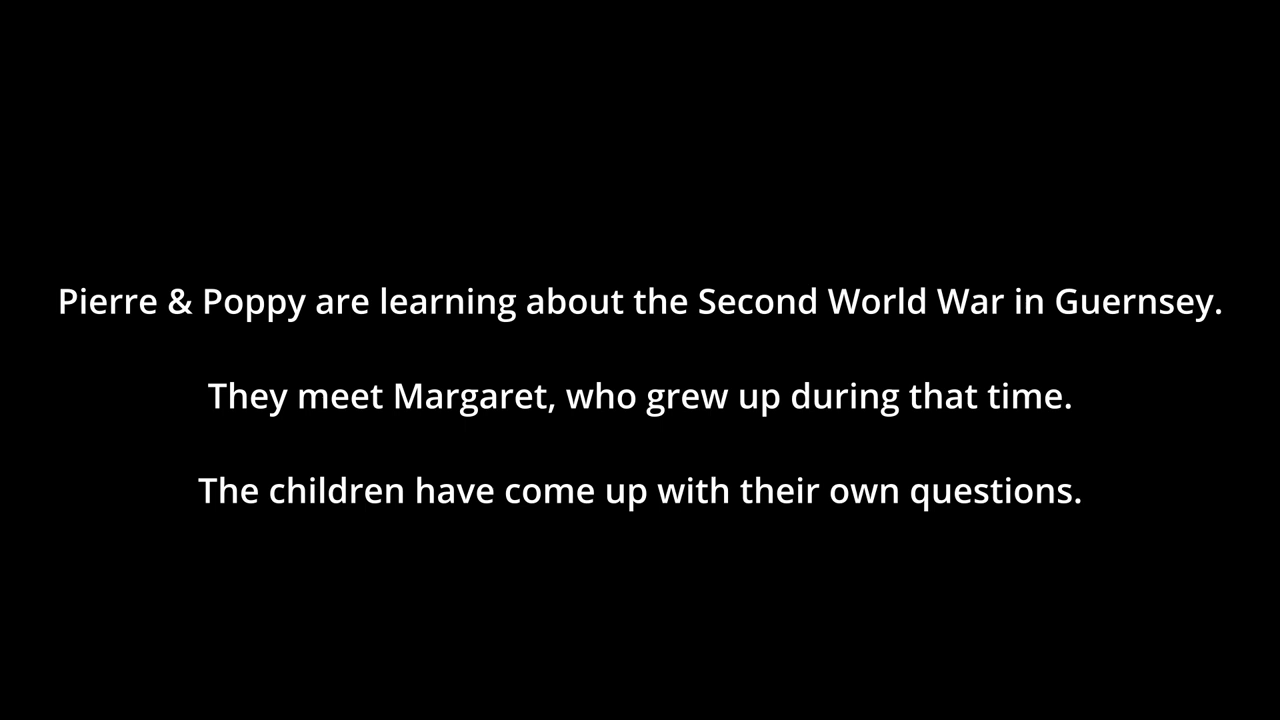 Pierre & Poppy are learning about the Second World War in Guernsey.
They meet Margaret, who grew up during that time.
The children have come up with their own questions.